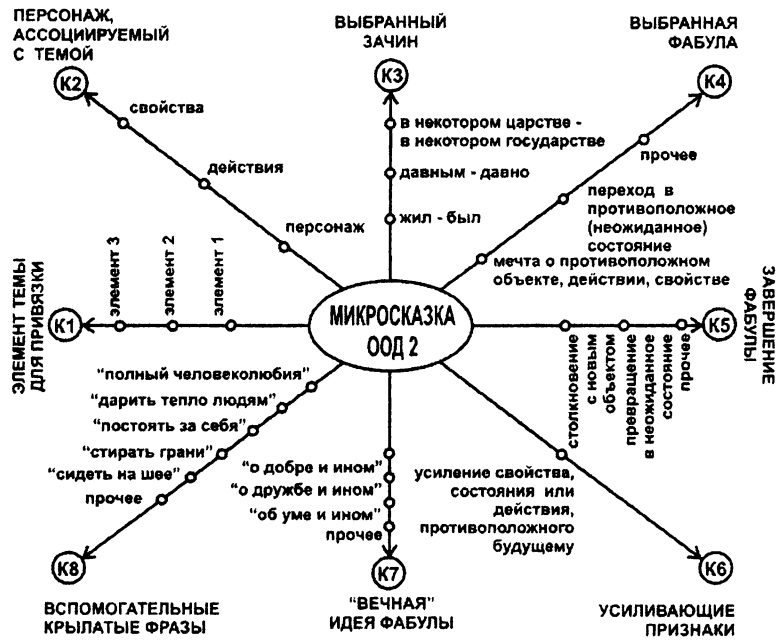 ПЕРСОНАЖ,
АССОЦИИРУЕМЫЙ
С ТЕМОЙ
К2
свойства
действия
персонаж
ВЫБРАННЫЙ
ЗАЧИН
К3
в некотором царстве -
в некотором государстве
давным - давно
жил - был
ВЫБРАННАЯ
ФАБУЛА
К4
прочее
переход в
противоположное
(неожиданное)
состояние
мечта о противоположном
объекте, действии, свойстве
ЭЛЕМЕНТ ТЕМЫ
ДЛЯ ПРИВЯЗКИ
К1
элемент 3
элемент 2
элемент 1
МИКРОСКАЗКА
ООД 2
столкновение
с новым
объектом
превращение
в неожиданное
состояние
прочее
К5
ЗАВЕРШЕНИЕ
ФАБУЛЫ
"полный человеколюбия"
"дарить тепло людям"
"постоять за себя"
"стирать грани"
"сидеть на шее"
прочее
К8
ВСПОМОГАТЕЛЬНЫЕ
КРЫЛАТЫЕ ФРАЗЫ
"о добре и ином"
"о дружбе и ином"
"об уме и ином"
прочее
К7
"ВЕЧНАЯ"
ИДЕЯ ФАБУЛЫ
усиление свойства,
состояния или
действия,
противоположного
будущему
К6
УСИЛИВАЮЩИЕ
ПРИЗНАКИ